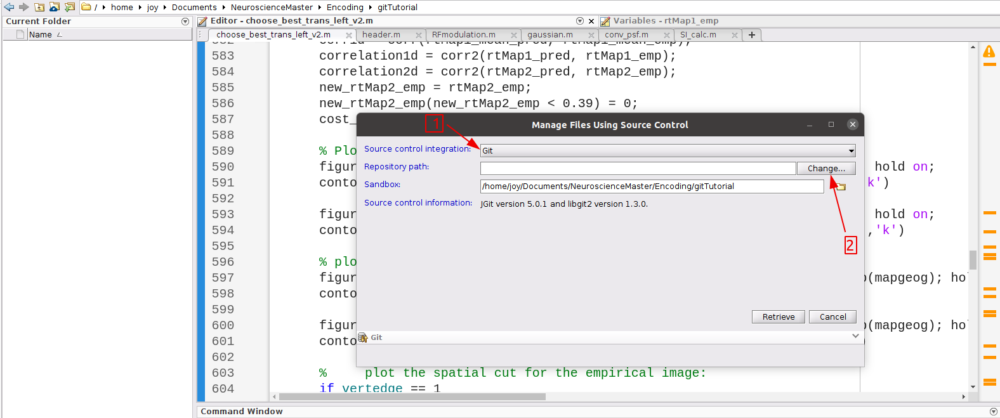 / ▸ home ▸ joy ▸ Documents ▸ NeuroscienceMaster ▸ Encoding ▸ gitTutorial
Current Folder
Name
Editor - choose_best_trans_left_v2.m
Variables - rtMap1_emp
choose_best_trans_left_v2.m
header.m
RFmodulation.m
gaussian.m
conv_psf.m
SI_calc.m
+
583 correlation1d = corr2(rtMap1_pred, rtMap1_emp);
584 correlation2d = corr2(rtMap2_pred, rtMap2_emp);
585 new_rtMap2_emp = rtMap2_emp;
586 new_rtMap2_emp(new_rtMap2_emp < 0.39) = 0;
587 cost_
588
589 % Plo
590 figur hold on;
591 conto k')
592
593 figur hold on;
594 conto ,'k')
595
596 % plo
597 figur (mapgeog); ho
598 conto
599
600 figur (mapgeog); ho
601 conto
602
603 % plot the spatial cut for the empirical image:
604 if vertedge == 1
Manage Files Using Source Control
1
Source control integration: Git
Repository path: Change...
Sandbox: /home/joy/Documents/NeuroscienceMaster/Encoding/gitTutorial
Source control information: JGit version 5.0.1 and libgit2 version 1.3.0.
2
Retrieve Cancel
Git
Command Window